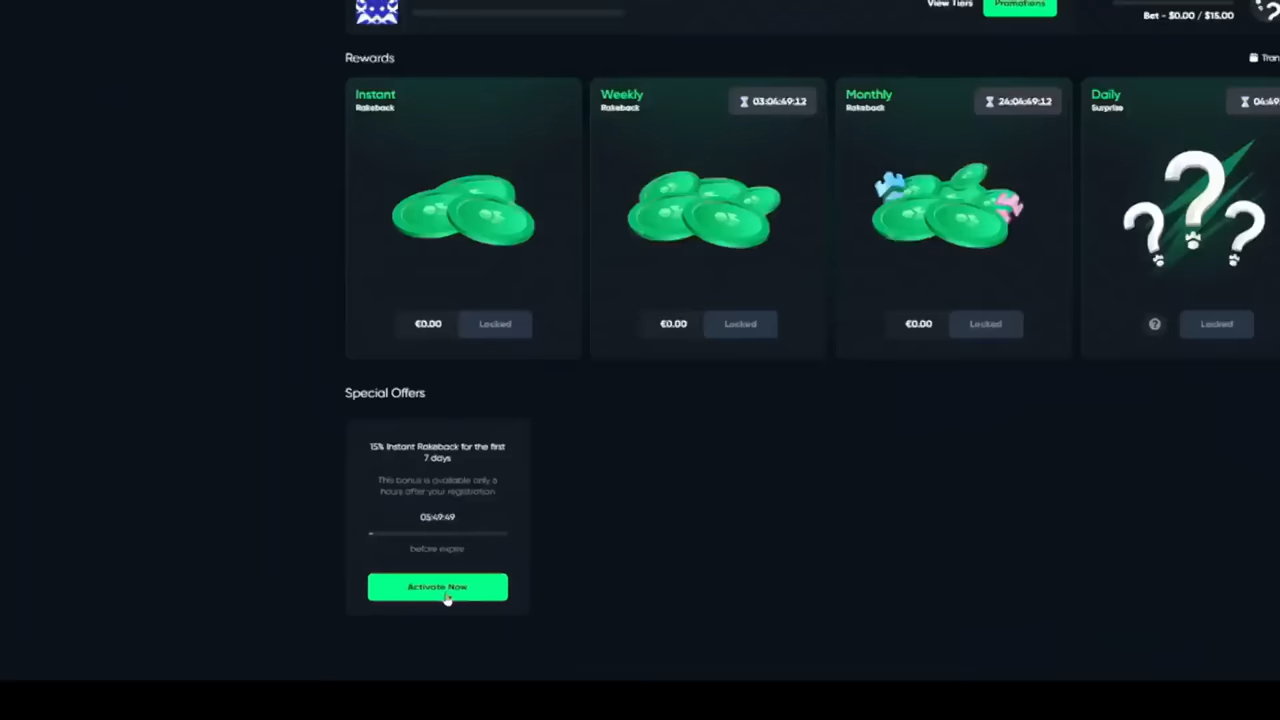 View Tiers
Promotions
Bet - $0.00 / $15.00
Rewards
Instant
Rakeback
€0.00
Locked
Weekly
Rakeback
03:04:49:12
€0.00
Locked
Monthly
Rakeback
24:04:49:12
€0.00
Locked
Daily
Surprise
04:49
Locked
Special Offers
15% Instant Rakeback for the first
7 days
This bonus is available only 6
hours after your registration
05:49:49
before expire
Activate Now